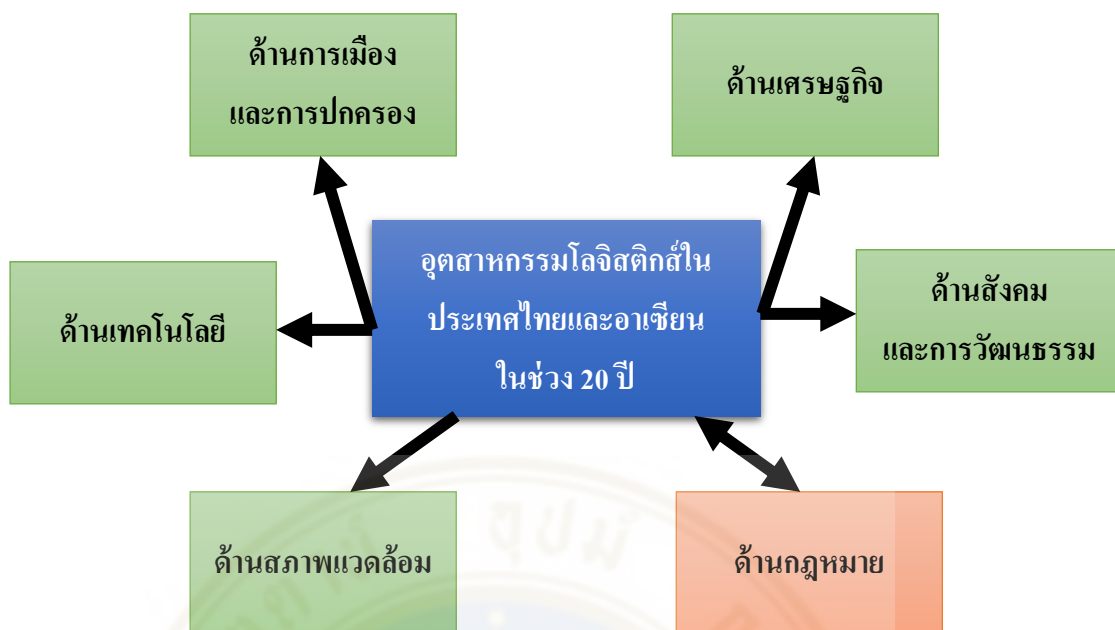 ด้านการเมือง
และการปกครอง
ด้านเศรษฐกิจ
อุตสาหกรรมโลจิสติกส์ใน
ประเทศไทยและอาเซียน
ในช่วง 20 ปี
ด้านเทคโนโลยี
ด้านสังคม
และการวัฒนธรรม
ด้านสภาพแวดล้อม
ด้านกฎหมาย